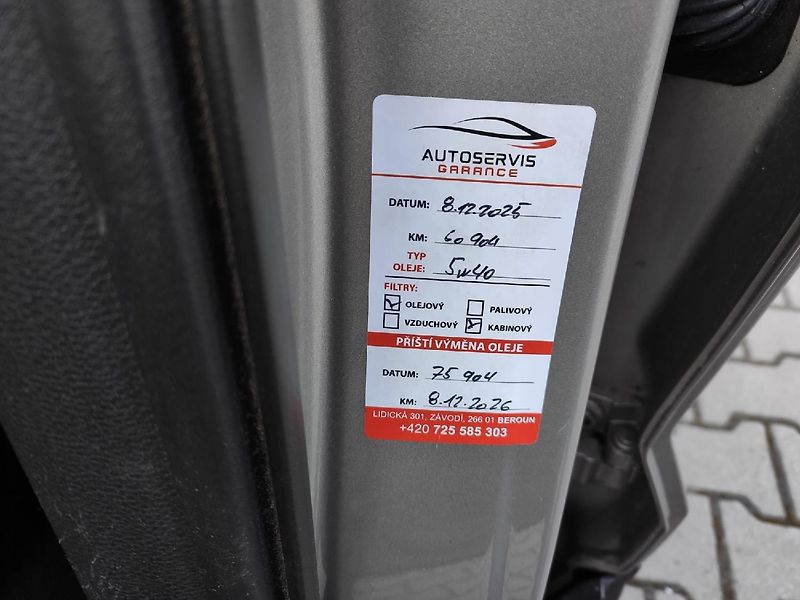 AUTOSERVIS
GARANCE
DATUM: 8.12.2025
KM: 60 904
TYP
OLEJE: 5w40
FILTRY:
OLEJOVÝ PALIVOVÝ
VZDUCHOVÝ KABINOVÝ
PŘÍŠTÍ VÝMĚNA OLEJE
DATUM: 75 904
KM: 8.12.2026
LIDICKÁ 301, ZÁVODÍ, 266 01 BEROUN
+420 725 585 303